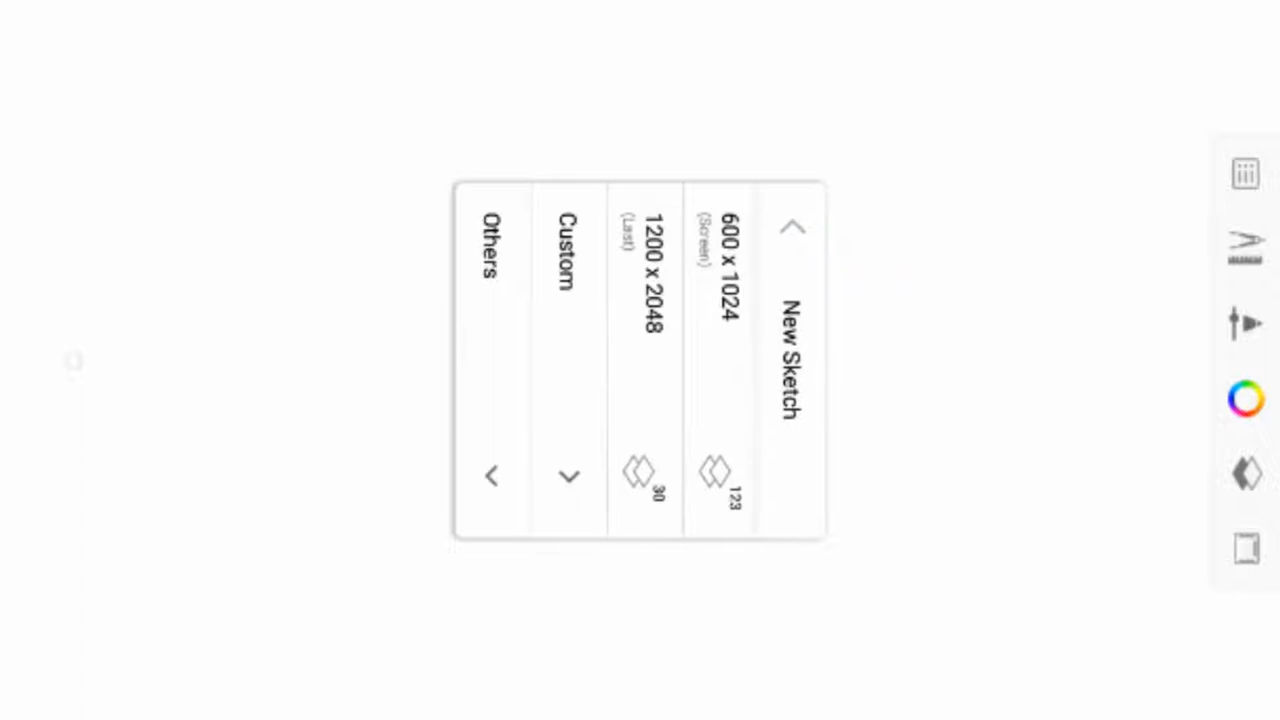 New Sketch
600 x 1024
(Screen)
123
1200 x 2048
(Last)
30
Custom
Others